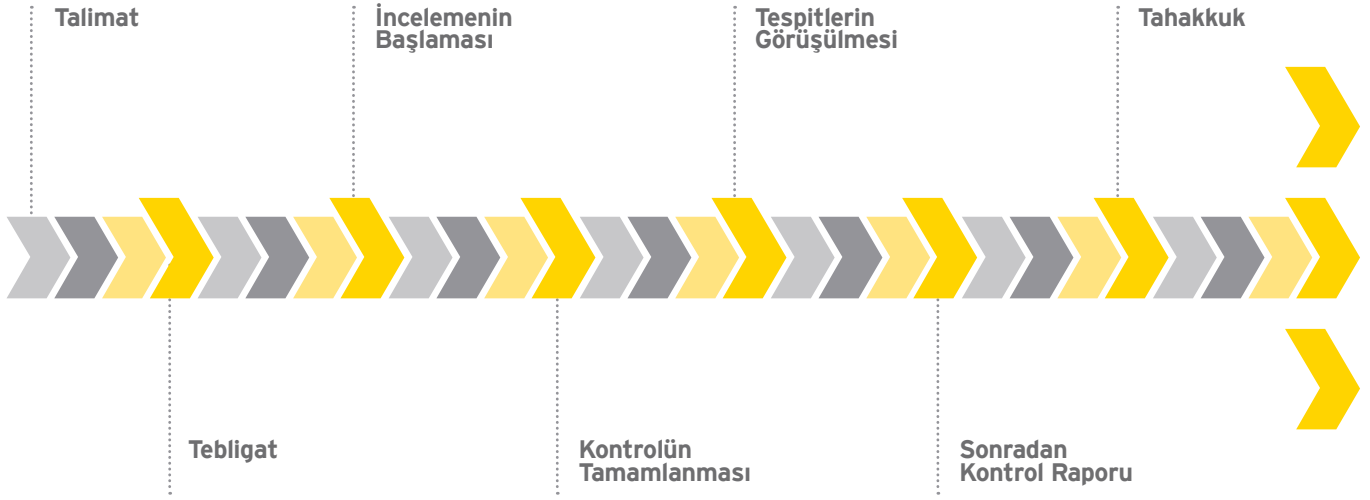 Talimat
İncelemenin
Başlaması
Tespitlerin
Görüşülmesi
Tahakkuk
Tebligat
Kontrolün
Tamamlanması
Sonradan
Kontrol Raporu